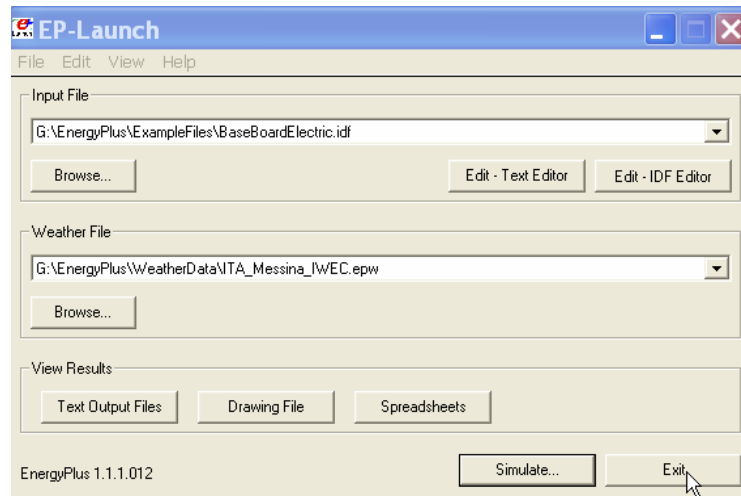 EP-Launch
File Edit View Help
Input File
G:\EnergyPlus\ExampleFiles\BaseBoardElectric.idf
Browse... Edit - Text Editor Edit - IDF Editor
Weather File
G:\EnergyPlus\WeatherData\ITA_Messina_IWEC.epw
Browse...
View Results
Text Output Files Drawing File Spreadsheets
EnergyPlus 1.1.1.012 Simulate... Exit